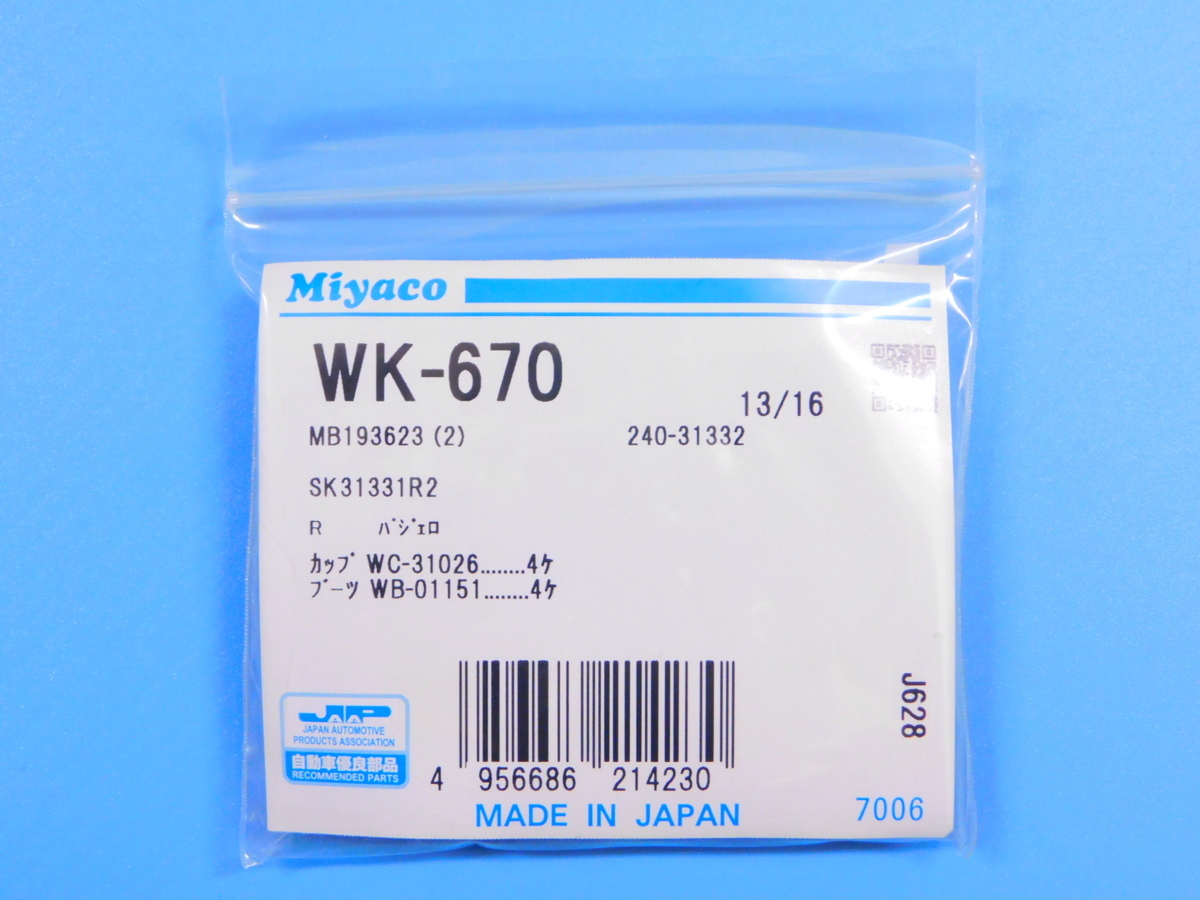 Miyaco
WK-670
13/16
MB193623 (2) 240-31332
SK31331R2
R ﾊﾟｼﾞｪﾛ
ｶｯﾌﾟ WC-31026........4ｹ
ﾌﾞｰﾂ WB-01151........4ｹ
J628
JAAP
JAPAN AUTOMOTIVE
PRODUCTS ASSOCIATION
自動車優良部品
RECOMMENDED PARTS
4 956686 214230
MADE IN JAPAN
7006